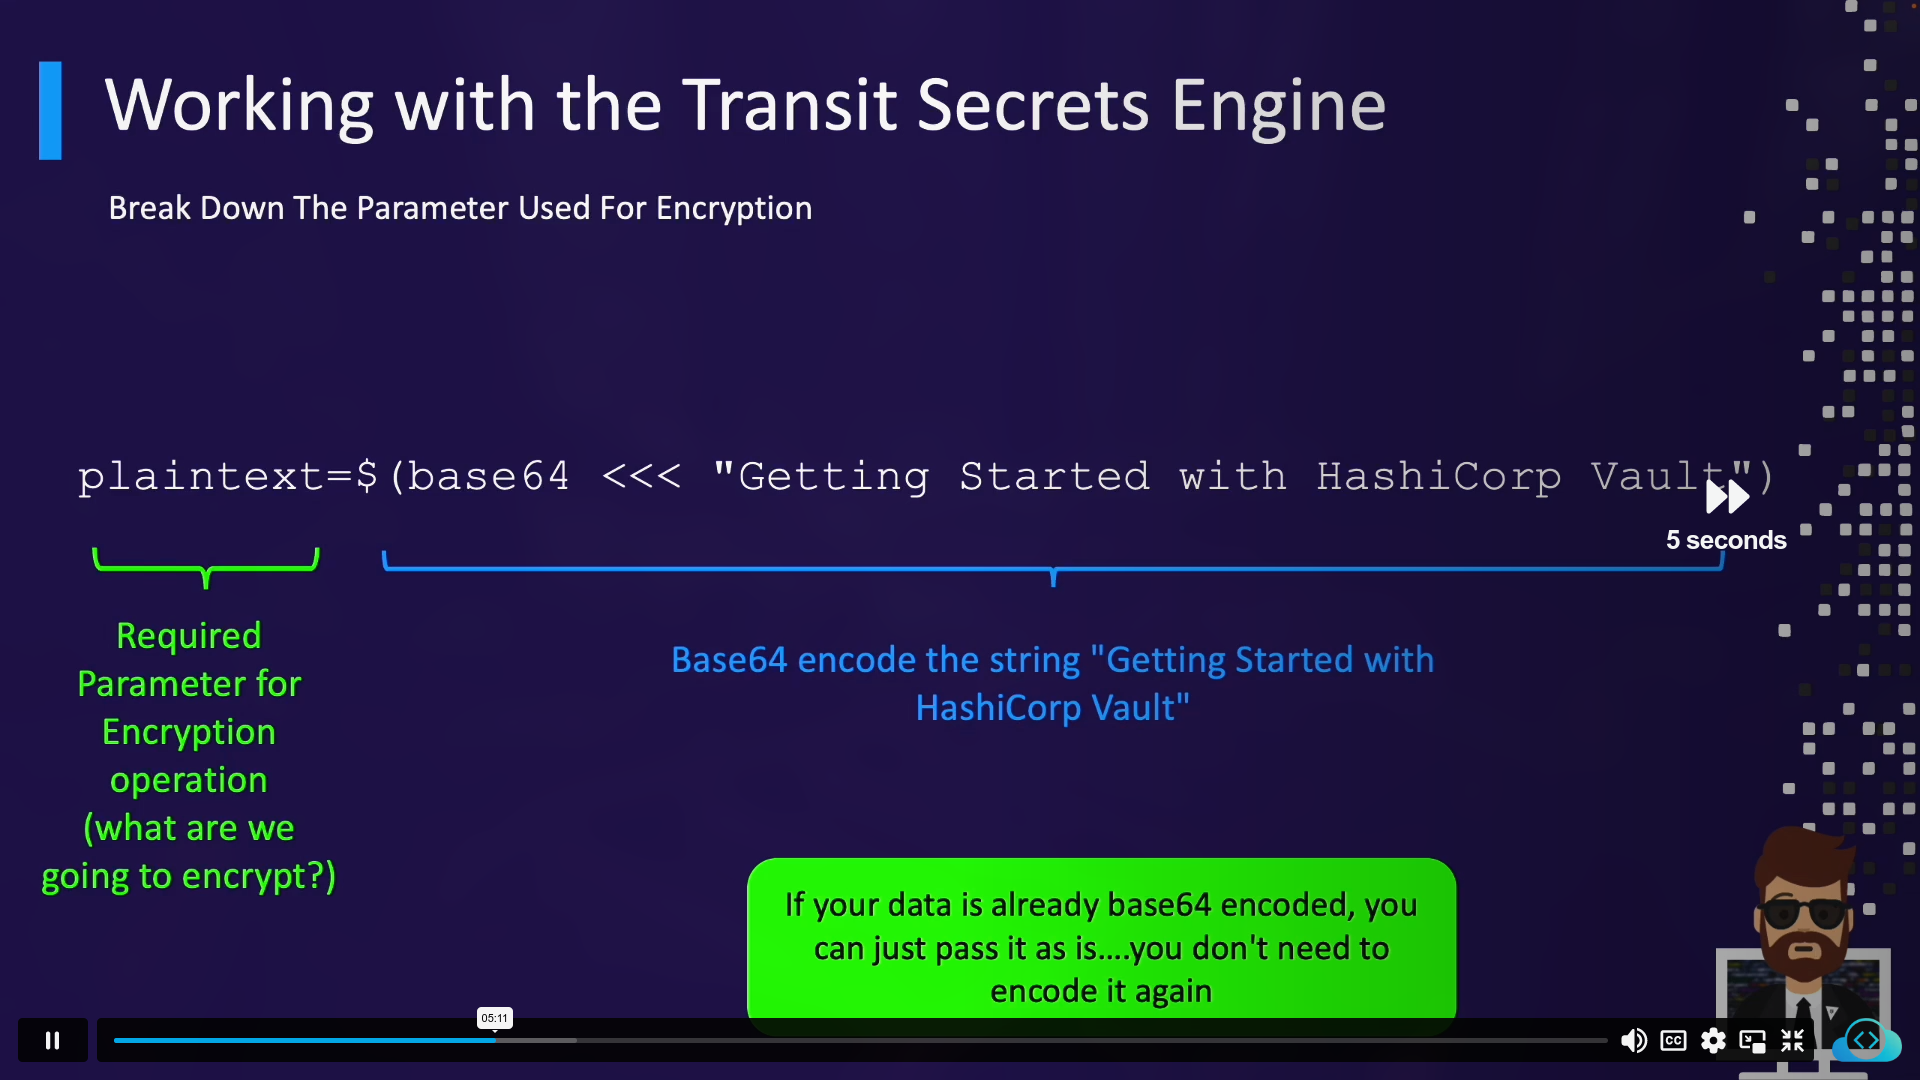 Working with the Transit Secrets Engine
Break Down The Parameter Used For Encryption
plaintext=$(base64 <<< "Getting Started with HashiCorp Vault")
5 seconds
Required
Parameter for
Encryption
operation
(what are we
going to encrypt?)
Base64 encode the string "Getting Started with
HashiCorp Vault"
If your data is already base64 encoded, you
can just pass it as is....you don't need to
encode it again
05:11
CC